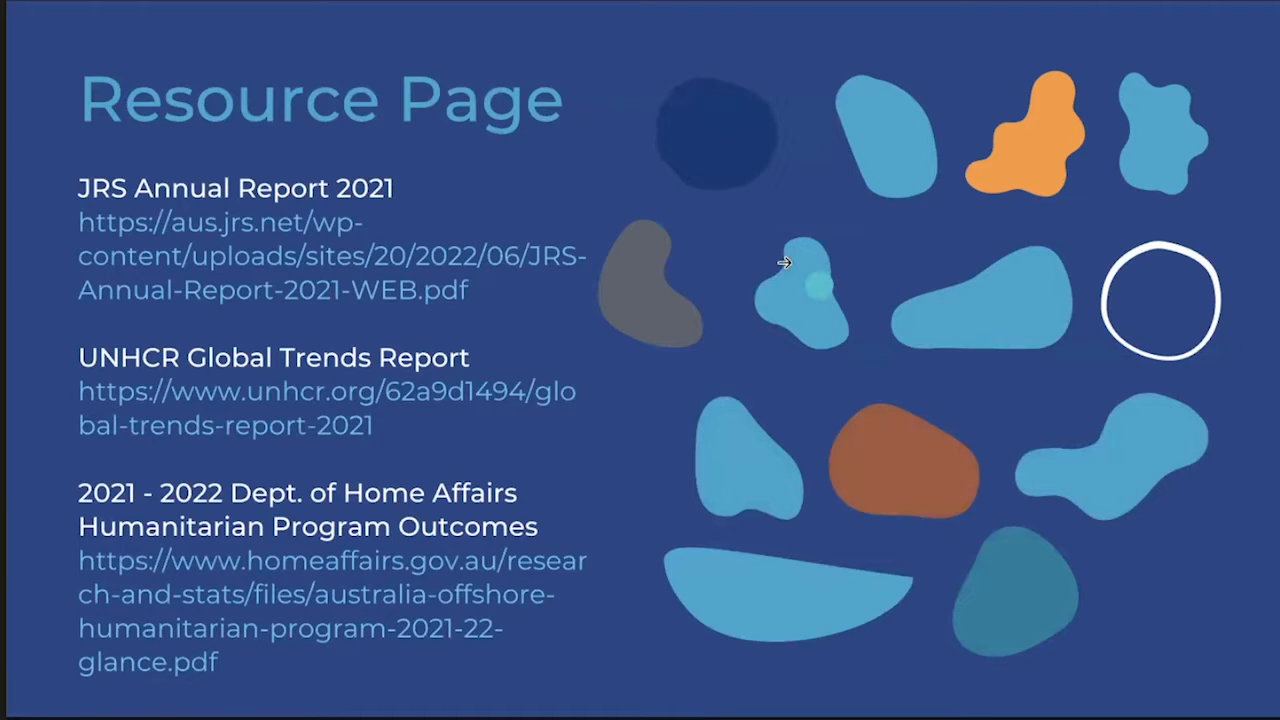 Resource Page
JRS Annual Report 2021
https://aus.jrs.net/wp-
content/uploads/sites/20/2022/06/JRS-
Annual-Report-2021-WEB.pdf
UNHCR Global Trends Report
https://www.unhcr.org/62a9d1494/glo
bal-trends-report-2021
2021 - 2022 Dept. of Home Affairs
Humanitarian Program Outcomes
https://www.homeaffairs.gov.au/resear
ch-and-stats/files/australia-offshore-
humanitarian-program-2021-22-
glance.pdf